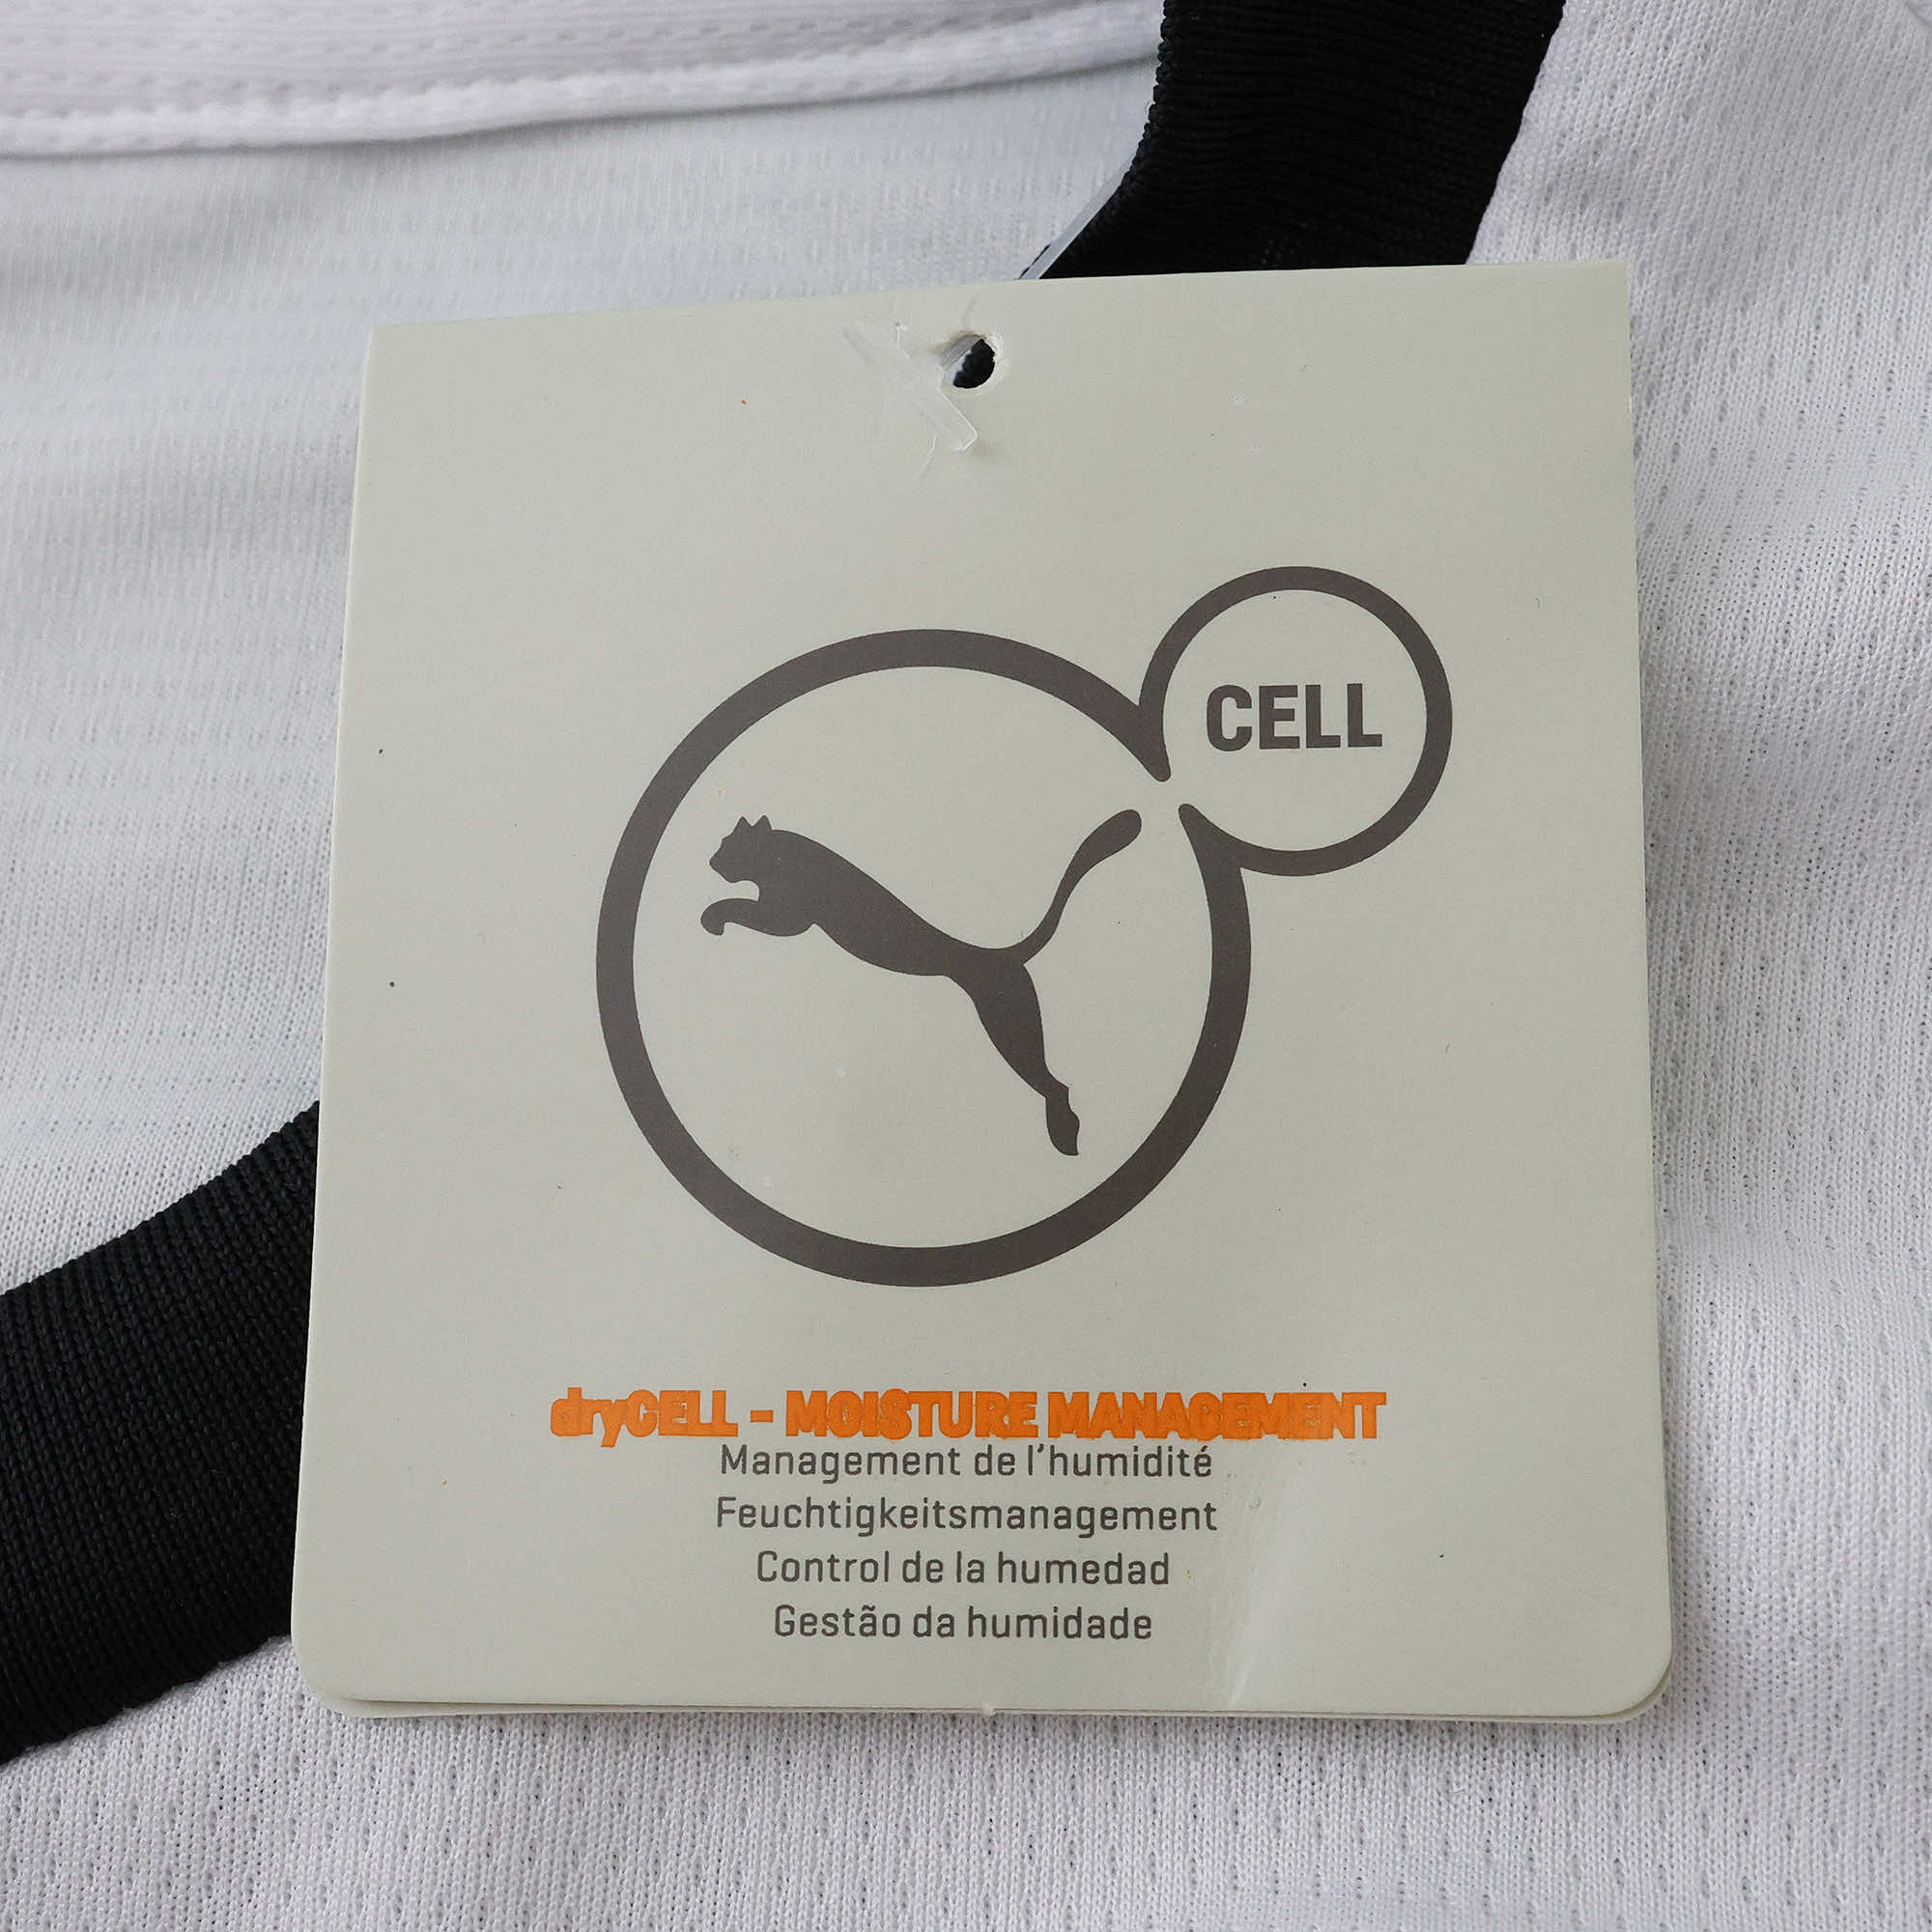 CELL
dryCELL - MOISTURE MANAGEMENT
Management de l'humidité
Feuchtigkeitsmanagement
Control de la humedad
Gestão da humidade